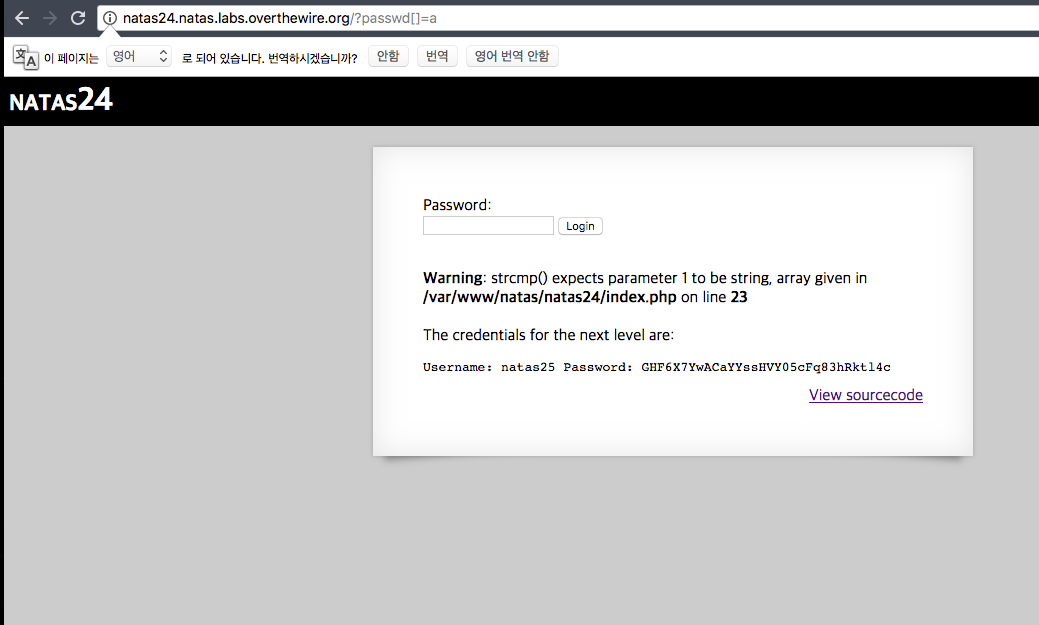 natas24.natas.labs.overthewire.org/?passwd[]=a
이 페이지는 영어 로 되어 있습니다. 번역하시겠습니까? 안함 번역 영어 번역 안함
NATAS24
Password:
Login
Warning: strcmp() expects parameter 1 to be string, array given in
/var/www/natas/natas24/index.php on line 23
The credentials for the next level are:
Username: natas25 Password: GHF6X7YwACaYYssHVY05cFq83hRktl4c
View sourcecode